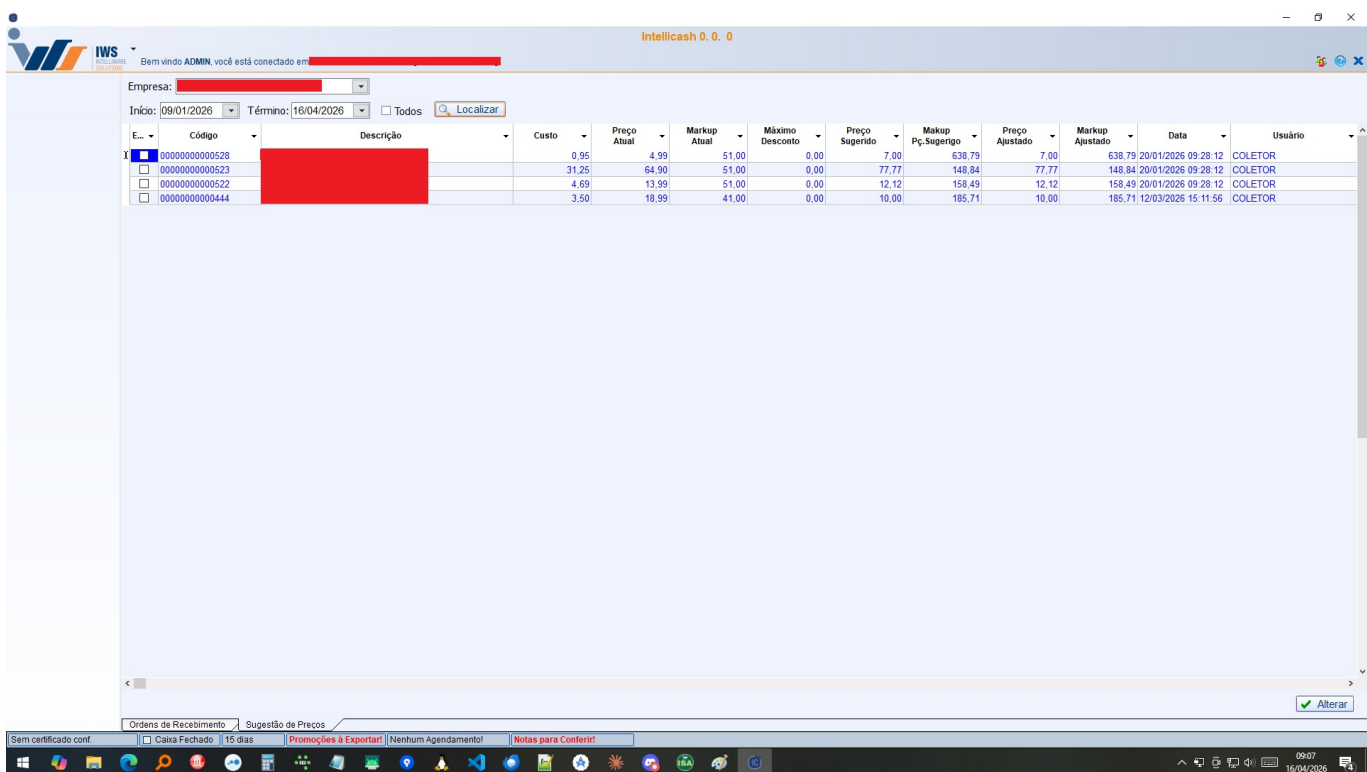 Intellicash 0. 0. 0
IWS
INTELLIWARE
SOLUTIONS
Bem vindo ADMIN, você está conectado em
Empresa:
Início: 09/01/2026 Término: 16/04/2026 Todos Localizar
E... Código Descrição Custo Preço Atual Markup Atual Máximo Desconto Preço Sugerido Makup Pç.Sugerigo Preço Ajustado Markup Ajustado Data Usuário
00000000000528 0,95 4,99 51,00 0,00 7,00 638,79 7,00 638,79 20/01/2026 09:28:12 COLETOR
00000000000523 31,25 64,90 51,00 0,00 77,77 148,84 77,77 148,84 20/01/2026 09:28:12 COLETOR
00000000000522 4,69 13,99 51,00 0,00 12,12 158,49 12,12 158,49 20/01/2026 09:28:12 COLETOR
00000000000444 3,50 18,99 41,00 0,00 10,00 185,71 10,00 185,71 12/03/2026 15:11:56 COLETOR
Alterar
Ordens de Recebimento Sugestão de Preços
Sem certificado conf. Caixa Fechado 15 dias Promoções à Exportar! Nenhum Agendamento! Notas para Conferir!
ISA IC 09:07
16/04/2026 4